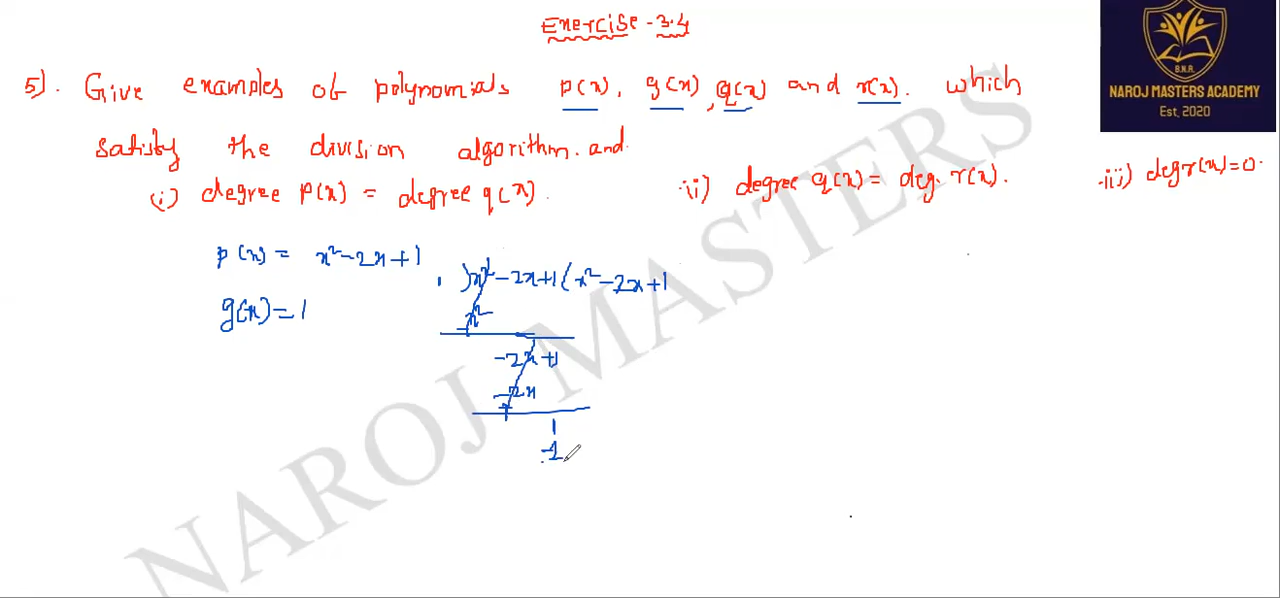 Exercise - 3.4
5). Give examples of polynomials p(x), g(x), q(x) and r(x). which
satisfy the division algorithm. and
(i) degree p(x) = degree q(x).
(ii) degree q(x) = deg. r(x).
(iii) deg r(x) = 0.
p(x) = x² - 2x + 1
g(x) = 1
1 ) x² - 2x + 1 ( x² - 2x + 1
x²
-2x + 1
-2x
+
1
-1
B.N.R
NAROJ MASTERS ACADEMY
Est, 2020
NAROJ MASTERS